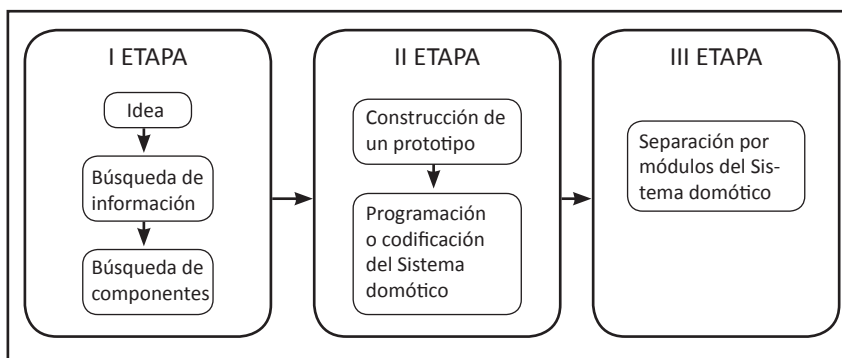 I ETAPA
Idea
Búsqueda de
información
Búsqueda de
componentes
II ETAPA
Construcción de
un prototipo
Programación
o codificación
del Sistema
domótico
III ETAPA
Separación por
módulos del Sis-
tema domótico